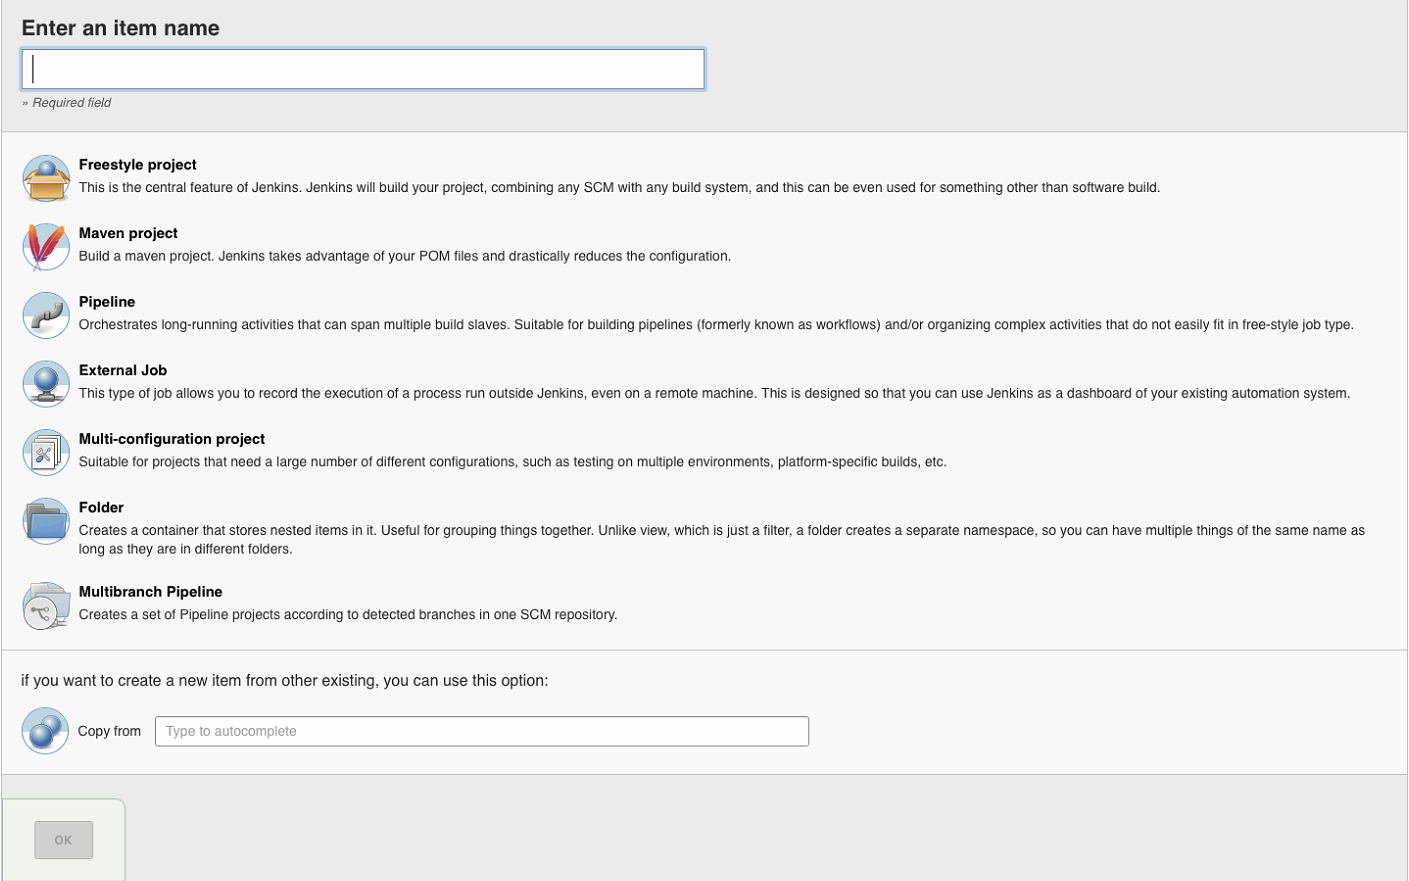 Enter an item name
» Required field
Freestyle project
This is the central feature of Jenkins. Jenkins will build your project, combining any SCM with any build system, and this can be even used for something other than software build.
Maven project
Build a maven project. Jenkins takes advantage of your POM files and drastically reduces the configuration.
Pipeline
Orchestrates long-running activities that can span multiple build slaves. Suitable for building pipelines (formerly known as workflows) and/or organizing complex activities that do not easily fit in free-style job type.
External Job
This type of job allows you to record the execution of a process run outside Jenkins, even on a remote machine. This is designed so that you can use Jenkins as a dashboard of your existing automation system.
Multi-configuration project
Suitable for projects that need a large number of different configurations, such as testing on multiple environments, platform-specific builds, etc.
Folder
Creates a container that stores nested items in it. Useful for grouping things together. Unlike view, which is just a filter, a folder creates a separate namespace, so you can have multiple things of the same name as
long as they are in different folders.
Multibranch Pipeline
Creates a set of Pipeline projects according to detected branches in one SCM repository.
if you want to create a new item from other existing, you can use this option:
Copy from Type to autocomplete
OK